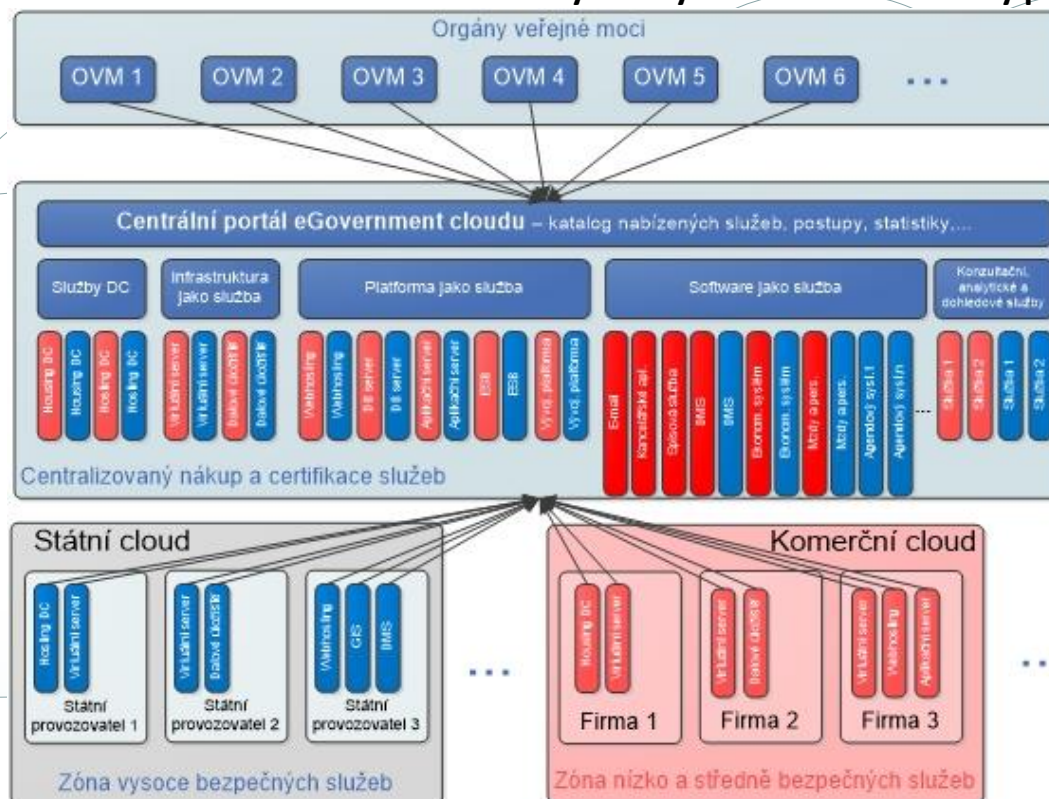 Orgány veřejné moci
OVM 1
OVM 2
OVM 3
OVM 4
OVM 5
OVM 6
...
Centrální portál eGovernment cloudu – katalog nabízených služeb, postupy, statistiky,...
Služby DC
Infrastruktura
jako služba
Platforma jako služba
Software jako služba
Konzultační,
analytické a
dohledové služby
Housing DC
Housing DC
Hosting DC
Hosting DC
Virtuální server
Virtuální server
Datové úložiště
Datové úložiště
Webhosting
Webhosting
DB server
DB server
Aplikační server
Aplikační server
ESB
ESB
Vývoj. platforma
Vývoj. platforma
E-mail
Kancelářské apl.
Spisová služba
DMS
DMS
Ekonom. systém
Ekonom. systém
Mzdy a pers.
Mzdy a pers.
Agendový sys.1
Agendový sys.n
...
Služba 1
Služba 2
Služba 1
Služba 2
Centralizovaný nákup a certifikace služeb
Státní cloud
Hosting DC
Virtuální server
Státní
provozovatel 1
Virtuální server
Datové úložiště
Státní
provozovatel 2
Webhosting
GIS
DMS
Státní
provozovatel 3
...
Zóna vysoce bezpečných služeb
Komerční cloud
Housing DC
Virtuální server
Firma 1
Virtuální server
Datové úložiště
Firma 2
Virtuální server
Webhosting
Aplikační server
Firma 3
Zóna nízko a středně bezpečných služeb